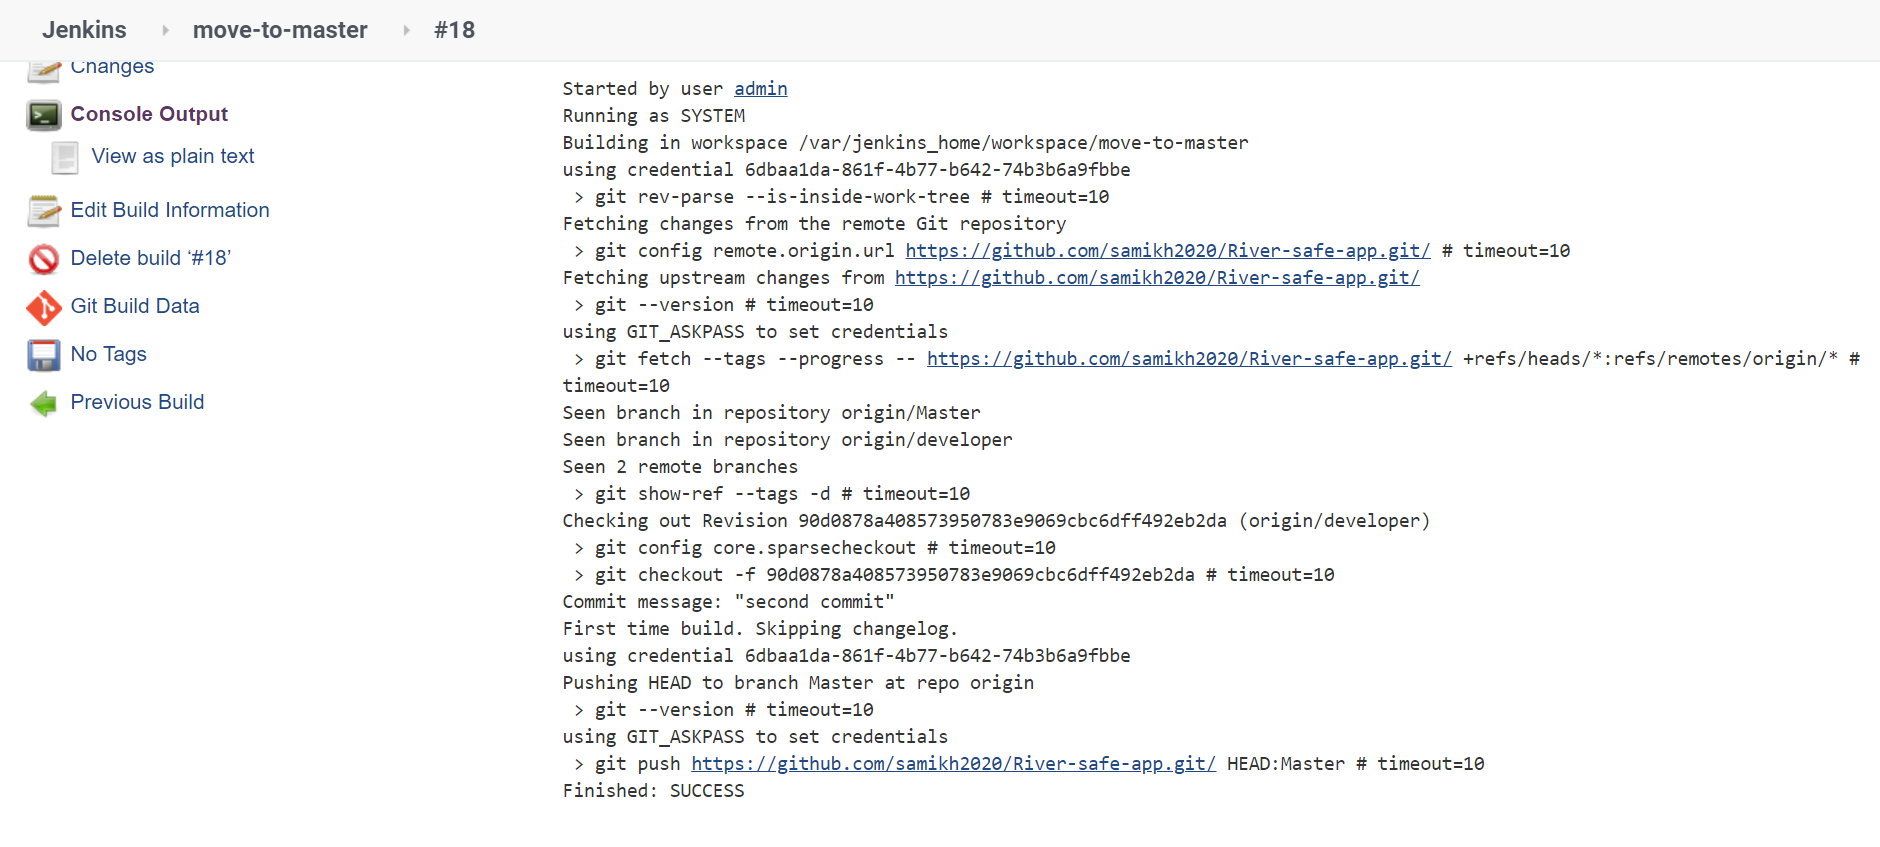 Jenkins move-to-master #18
Changes
Console Output
View as plain text
Edit Build Information
Delete build ‘#18’
Git Build Data
No Tags
Previous Build
Started by user admin
Running as SYSTEM
Building in workspace /var/jenkins_home/workspace/move-to-master
using credential 6dbaa1da-861f-4b77-b642-74b3b6a9fbbe
> git rev-parse --is-inside-work-tree # timeout=10
Fetching changes from the remote Git repository
> git config remote.origin.url https://github.com/samikh2020/River-safe-app.git/ # timeout=10
Fetching upstream changes from https://github.com/samikh2020/River-safe-app.git/
> git --version # timeout=10
using GIT_ASKPASS to set credentials
> git fetch --tags --progress -- https://github.com/samikh2020/River-safe-app.git/ +refs/heads/*:refs/remotes/origin/* #
timeout=10
Seen branch in repository origin/Master
Seen branch in repository origin/developer
Seen 2 remote branches
> git show-ref --tags -d # timeout=10
Checking out Revision 90d0878a408573950783e9069cbc6dff492eb2da (origin/developer)
> git config core.sparsecheckout # timeout=10
> git checkout -f 90d0878a408573950783e9069cbc6dff492eb2da # timeout=10
Commit message: "second commit"
First time build. Skipping changelog.
using credential 6dbaa1da-861f-4b77-b642-74b3b6a9fbbe
Pushing HEAD to branch Master at repo origin
> git --version # timeout=10
using GIT_ASKPASS to set credentials
> git push https://github.com/samikh2020/River-safe-app.git/ HEAD:Master # timeout=10
Finished: SUCCESS